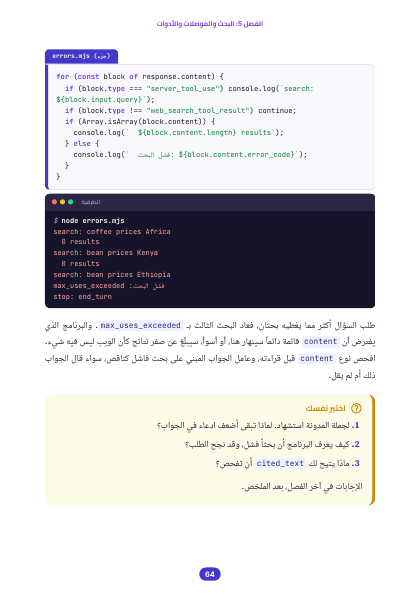 الفصل 5: البحث والموصلات والأدوات
errors.mjs (جزء)
for (const block of response.content) {
  if (block.type === "server_tool_use") console.log(`search:
${block.input.query}`);
  if (block.type !== "web_search_tool_result") continue;
  if (Array.isArray(block.content)) {
    console.log(`  ${block.content.length} results`);
  } else {
    console.log(`  فشل البحث: ${block.content.error_code}`);
  }
}
الطرفية
$ node errors.mjs
search: coffee prices Africa
  0 results
search: bean prices Kenya
  0 results
search: bean prices Ethiopia
فشل البحث: max_uses_exceeded
stop: end_turn
طلب السؤال أكثر مما يغطيه بحثان، فعاد البحث الثالث بـ max_uses_exceeded. والبرنامج الذي
يفترض أن content قائمة دائماً سينهار هنا، أو أسوأ، سيبلّغ عن صفر نتائج كأن الويب ليس فيه شيء.
افحص نوع content قبل قراءته، وعامل الجواب المبني على بحث فاشل كناقص، سواء قال الجواب
ذلك أم لم يقل.
اختبر نفسك
1. لجملة المدونة استشهاد. لماذا تبقى أضعف ادعاء في الجواب؟
2. كيف يعرف البرنامج أن بحثاً فشل، وقد نجح الطلب؟
3. ماذا يتيح لك cited_text أن تفحص؟
الإجابات في آخر الفصل، بعد الملخص.
64